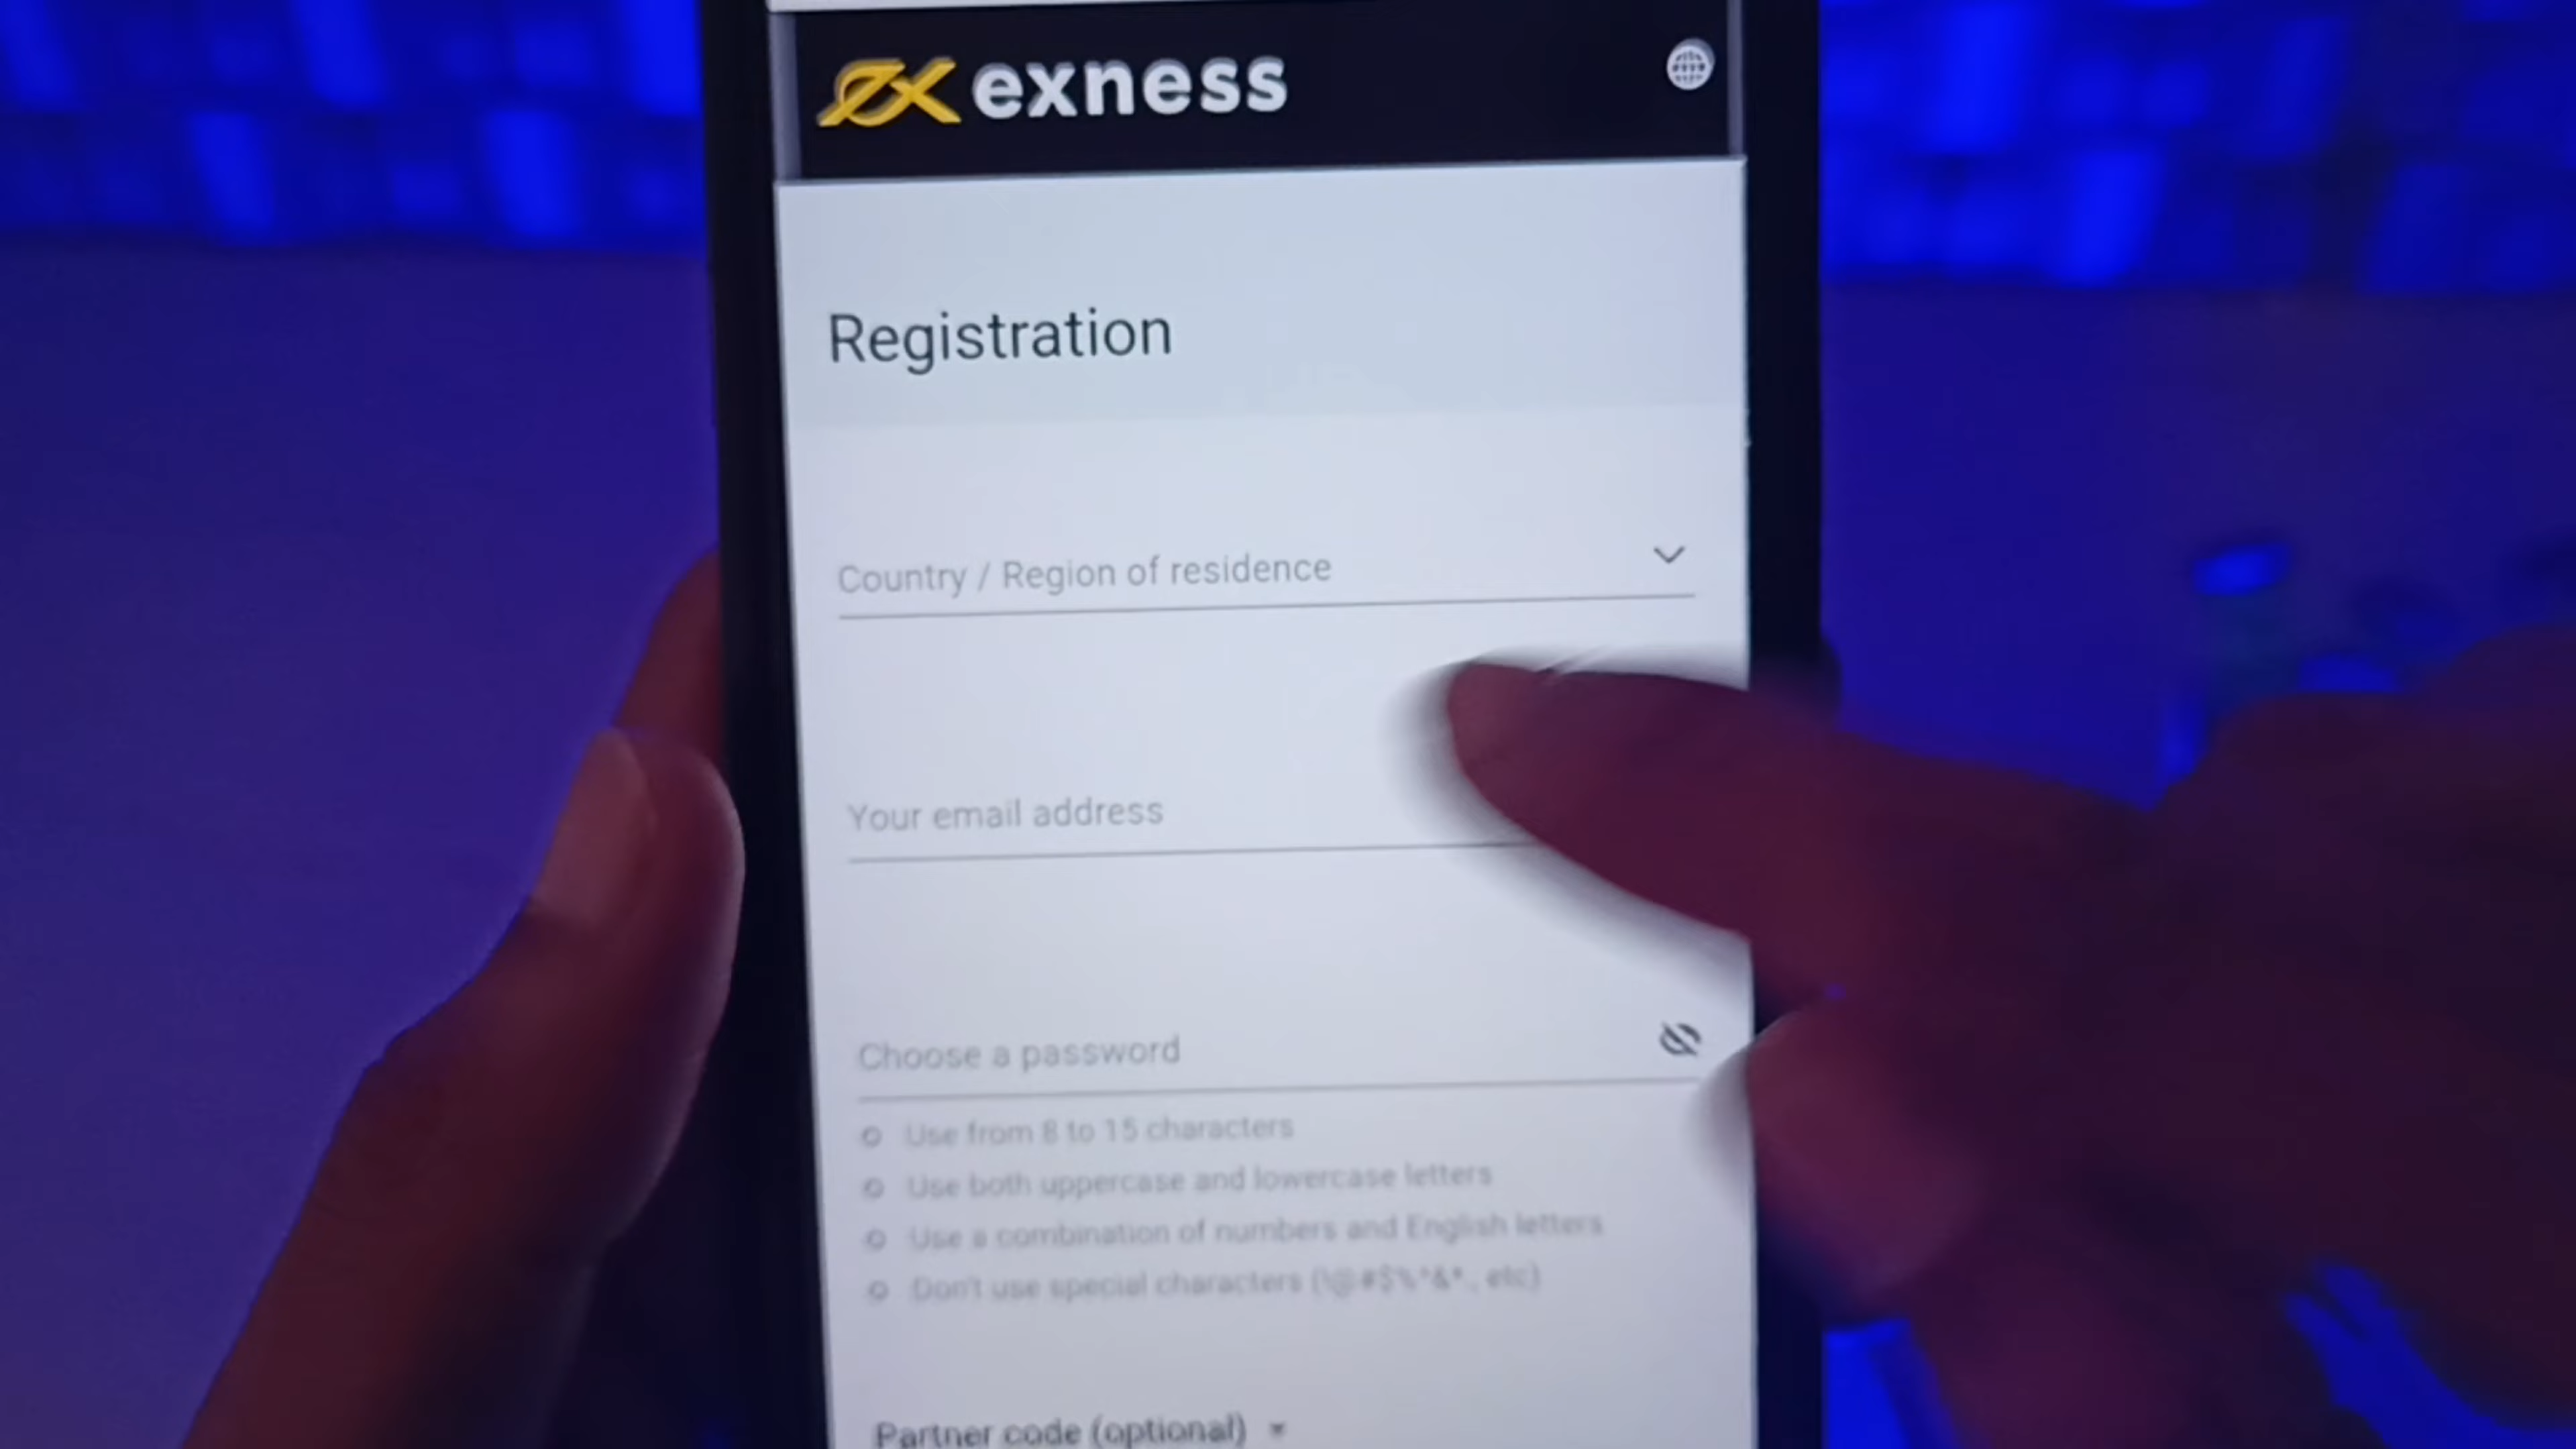 exness
Registration
Country / Region of residence
Your email address
Choose a password
Use from 8 to 15 characters
Use both uppercase and lowercase letters
Use a combination of numbers and English letters
Don't use special characters (!@#$%^&*., etc)
Partner code (optional)